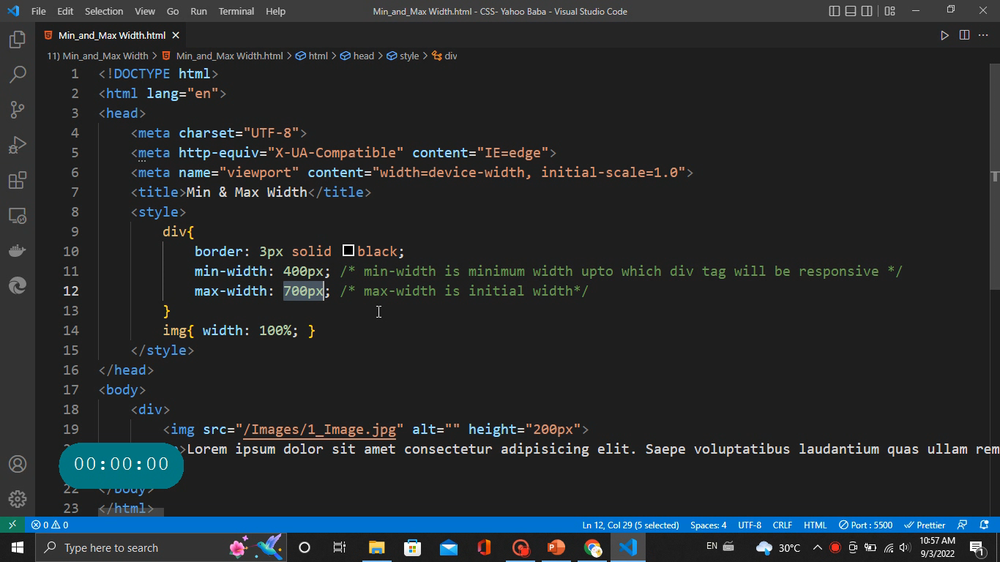 File Edit Selection View Go Run Terminal Help Min_and_Max Width.html - CSS- Yahoo Baba - Visual Studio Code
Min_and_Max Width.html
11) Min_and_Max Width > Min_and_Max Width.html > html > head > style > div
1 <!DOCTYPE html>
2 <html lang="en">
3 <head>
4 <meta charset="UTF-8">
5 <meta http-equiv="X-UA-Compatible" content="IE=edge">
6 <meta name="viewport" content="width=device-width, initial-scale=1.0">
7 <title>Min & Max Width</title>
8 <style>
9 div{
10 border: 3px solid black;
11 min-width: 400px; /* min-width is minimum width upto which div tag will be responsive */
12 max-width: 700px; /* max-width is initial width*/
13 }
14 img{ width: 100%; }
15 </style>
16 </head>
17 <body>
18 <div>
19 <img src="/Images/1_Image.jpg" alt="" height="200px">
>Lorem ipsum dolor sit amet consectetur adipisicing elit. Saepe voluptatibus laudantium quas ullam rem
00:00:00
22 </body>
23 </html>
0 0 Ln 12, Col 29 (5 selected) Spaces: 4 UTF-8 CRLF HTML Port : 5500 Prettier
Type here to search EN 30°C 10:57 AM
9/3/2022
1